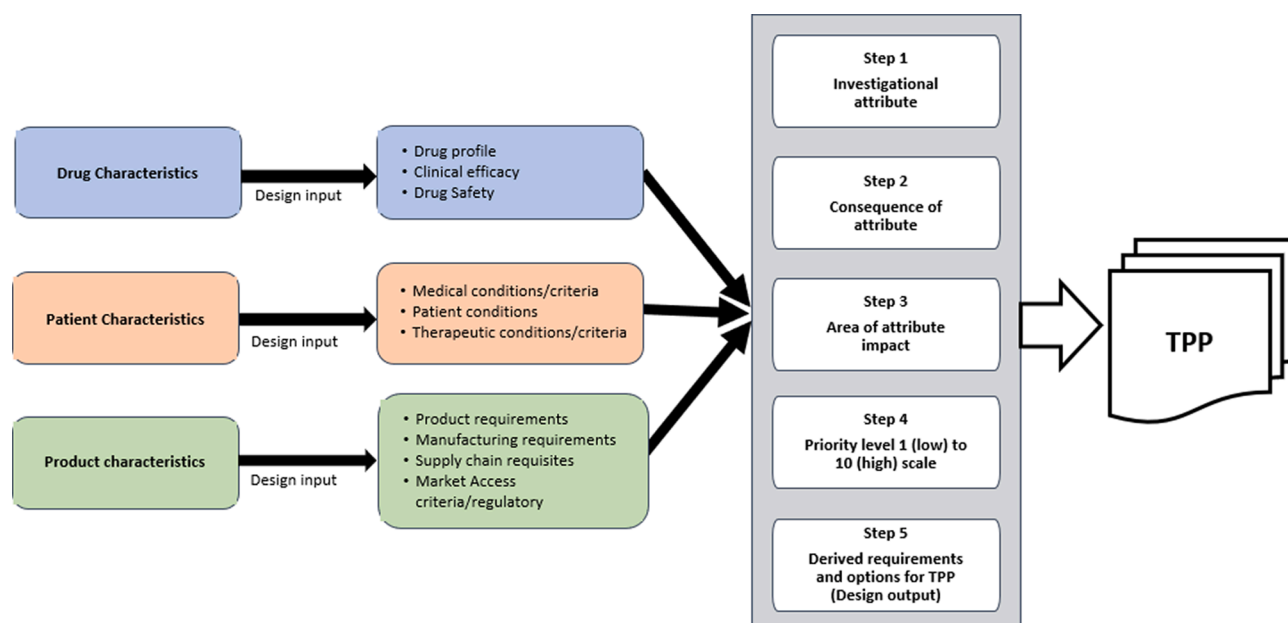 Drug Characteristics
Design input
• Drug profile
• Clinical efficacy
• Drug Safety
Patient Characteristics
Design input
• Medical conditions/criteria
• Patient conditions
• Therapeutic conditions/criteria
Product characteristics
Design input
• Product requirements
• Manufacturing requirements
• Supply chain requisites
• Market Access
criteria/regulatory
Step 1
Investigational
attribute
Step 2
Consequence of
attribute
Step 3
Area of attribute
impact
Step 4
Priority level 1 (low) to
10 (high) scale
Step 5
Derived requirements
and options for TPP
(Design output)
TPP